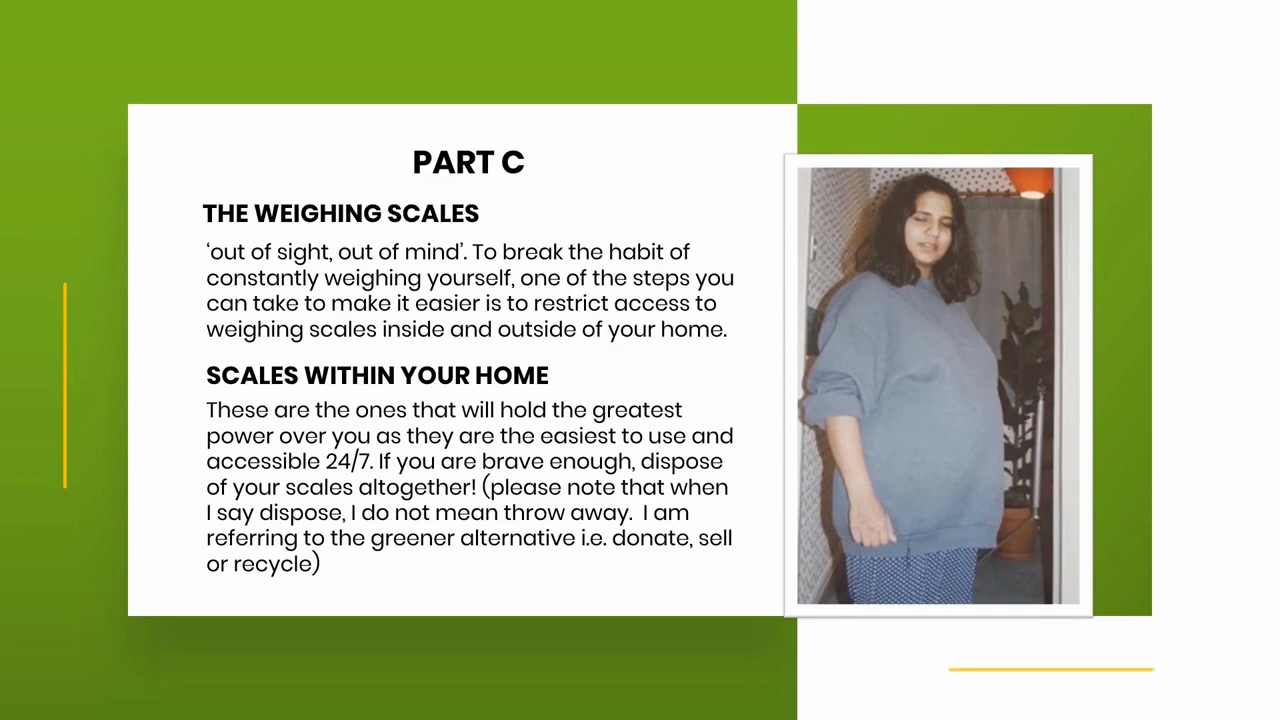 PART C
THE WEIGHING SCALES
‘out of sight, out of mind’. To break the habit of
constantly weighing yourself, one of the steps you
can take to make it easier is to restrict access to
weighing scales inside and outside of your home.
SCALES WITHIN YOUR HOME
These are the ones that will hold the greatest
power over you as they are the easiest to use and
accessible 24/7. If you are brave enough, dispose
of your scales altogether! (please note that when
I say dispose, I do not mean throw away.  I am
referring to the greener alternative i.e. donate, sell
or recycle)